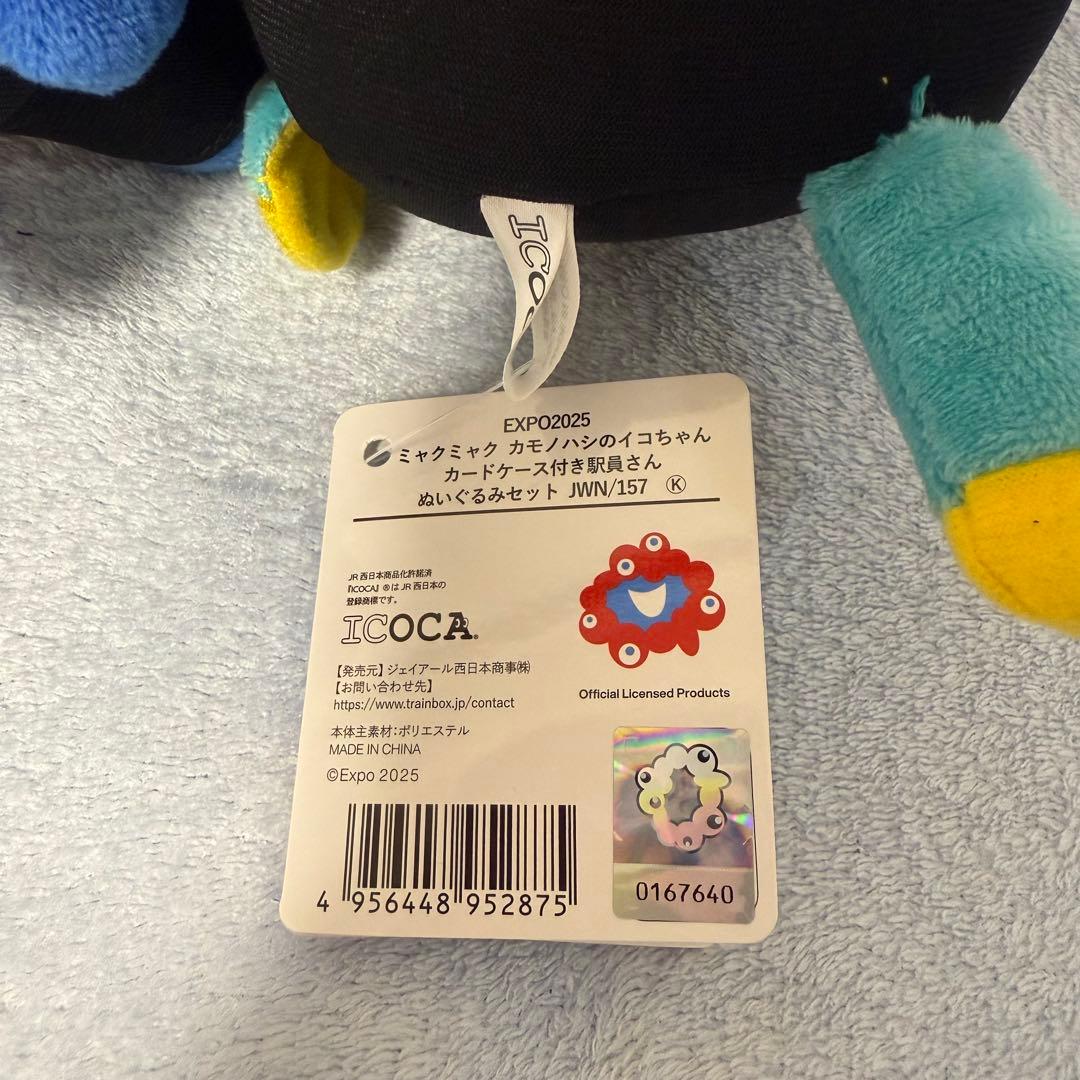 ICO
EXPO2025
ミャクミャク カモノハシのイコちゃん
カードケース付き駅員さん
ぬいぐるみセット JWN/157 Ⓚ
JR西日本商品化許諾済
『ICOCA』®は JR西日本の
登録商標です。
ICOCA®
【発売元】ジェイアール西日本商事㈱
【お問い合わせ先】
https://www.trainbox.jp/contact
本体主素材:ポリエステル
MADE IN CHINA
©Expo 2025
Official Licensed Products
4 956448 952875
0167640